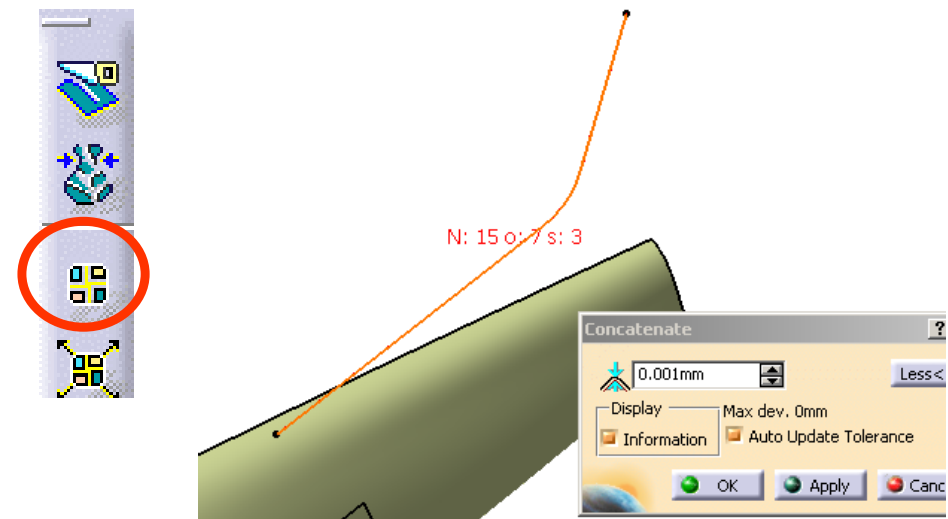 N: 15 o: 7 s: 3
Concatenate
?
0.001mm
Less<
Display
Max dev. 0mm
Information
Auto Update Tolerance
OK
Apply
Canc